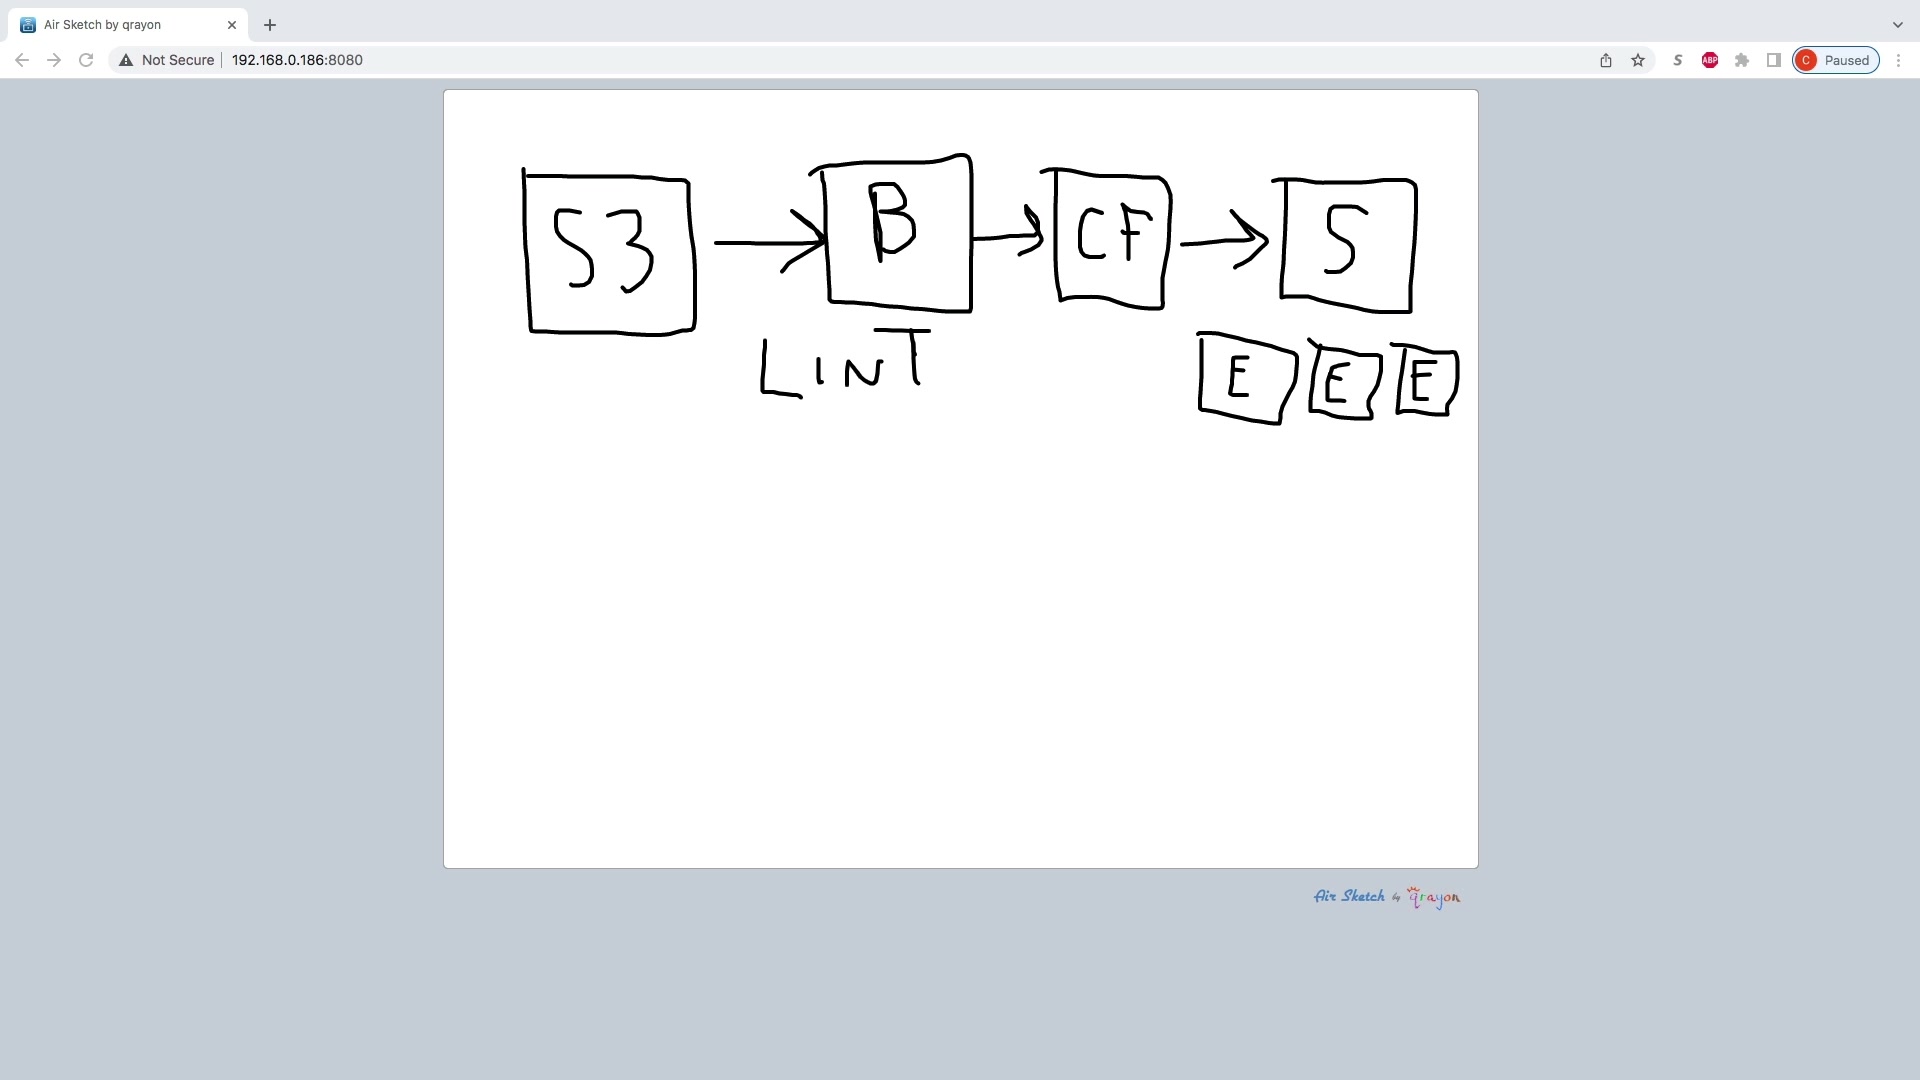 Air Sketch by qrayon
Not Secure 192.168.0.186:8080
S ABP C Paused
S3 B CF S
LINT
E E E
Air Sketch by qrayon